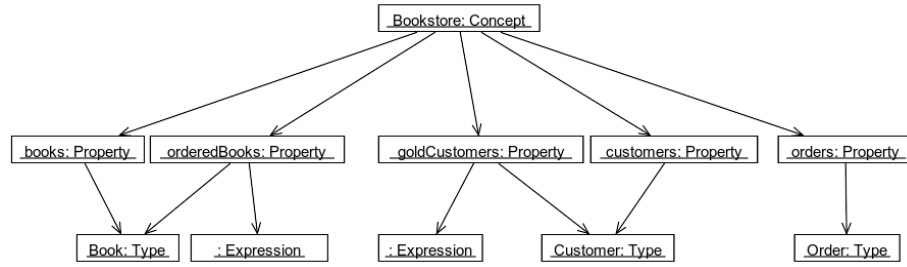 Bookstore: Concept
books: Property
orderedBooks: Property
goldCustomers: Property
customers: Property
orders: Property
Book: Type
: Expression
: Expression
Customer: Type
Order: Type